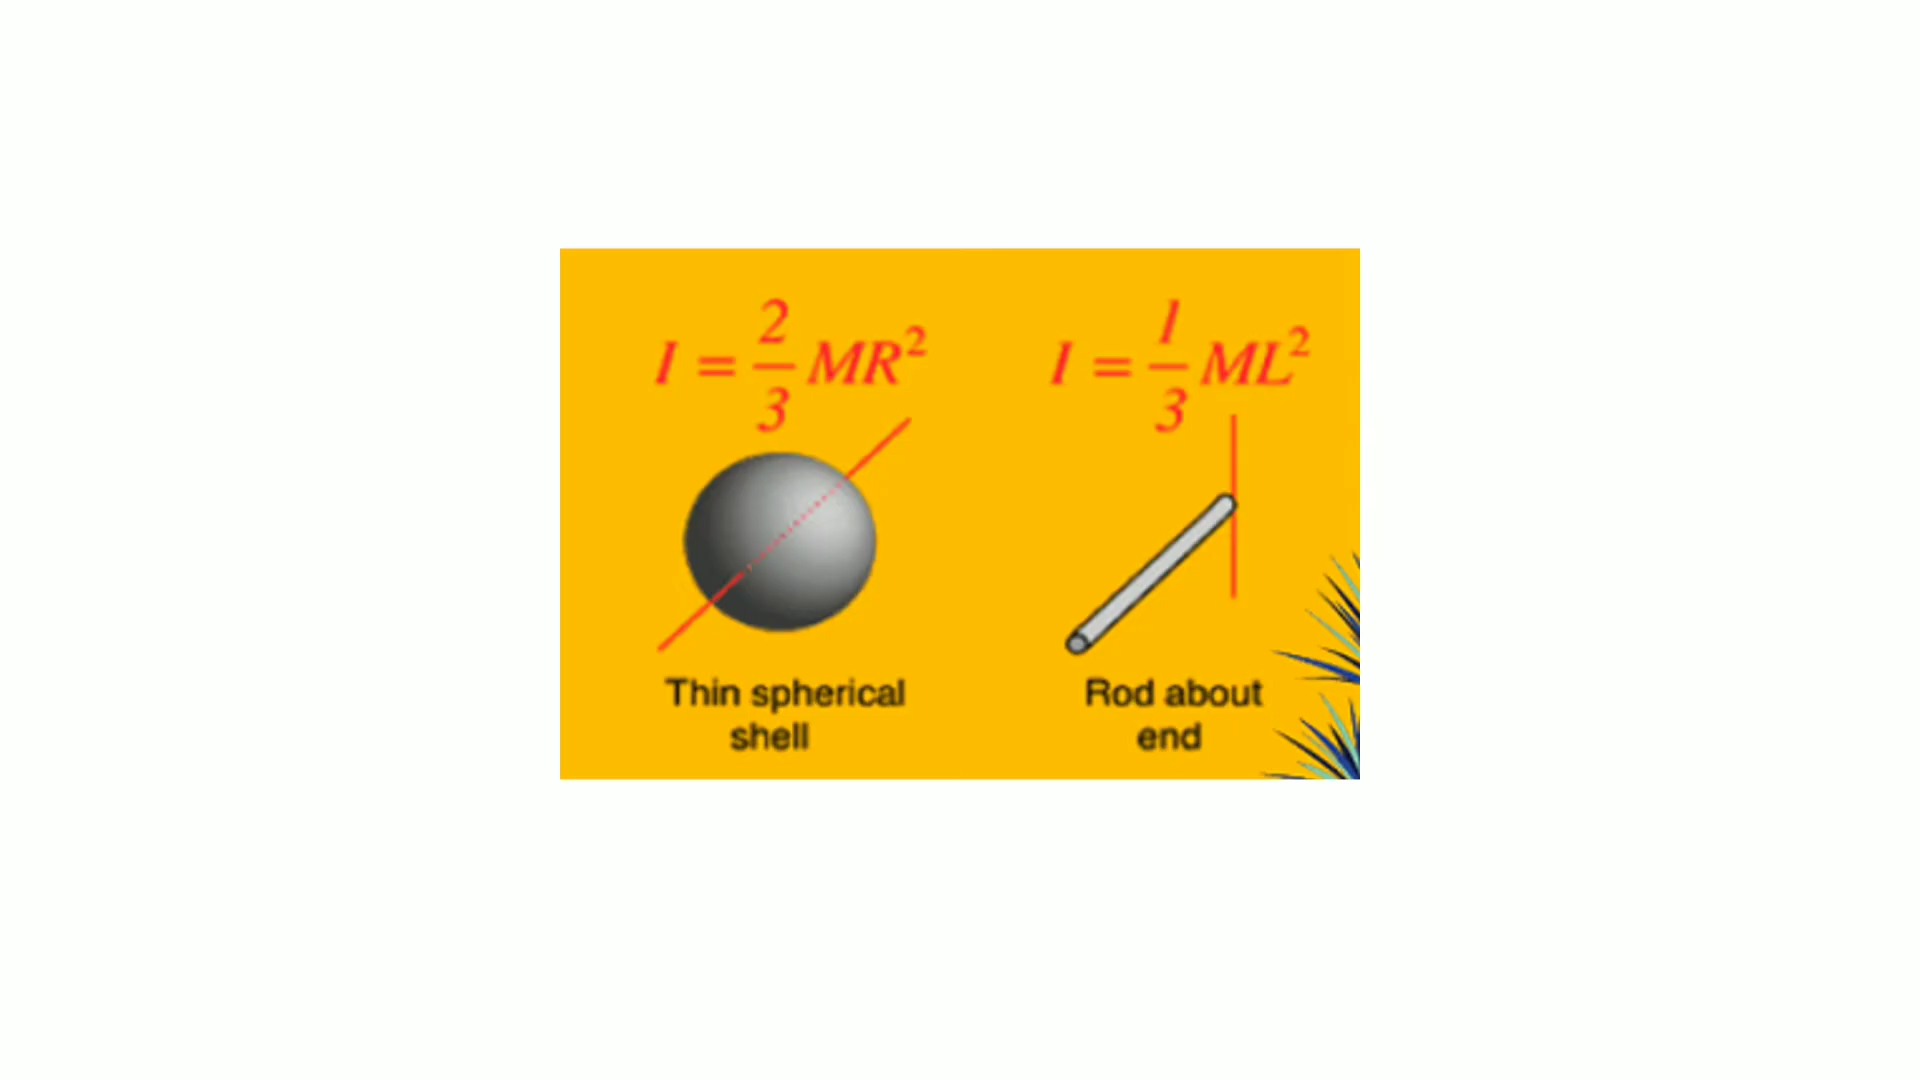 I = 2/3 MR²
I = 1/3 ML²
Thin spherical
shell
Rod about
end